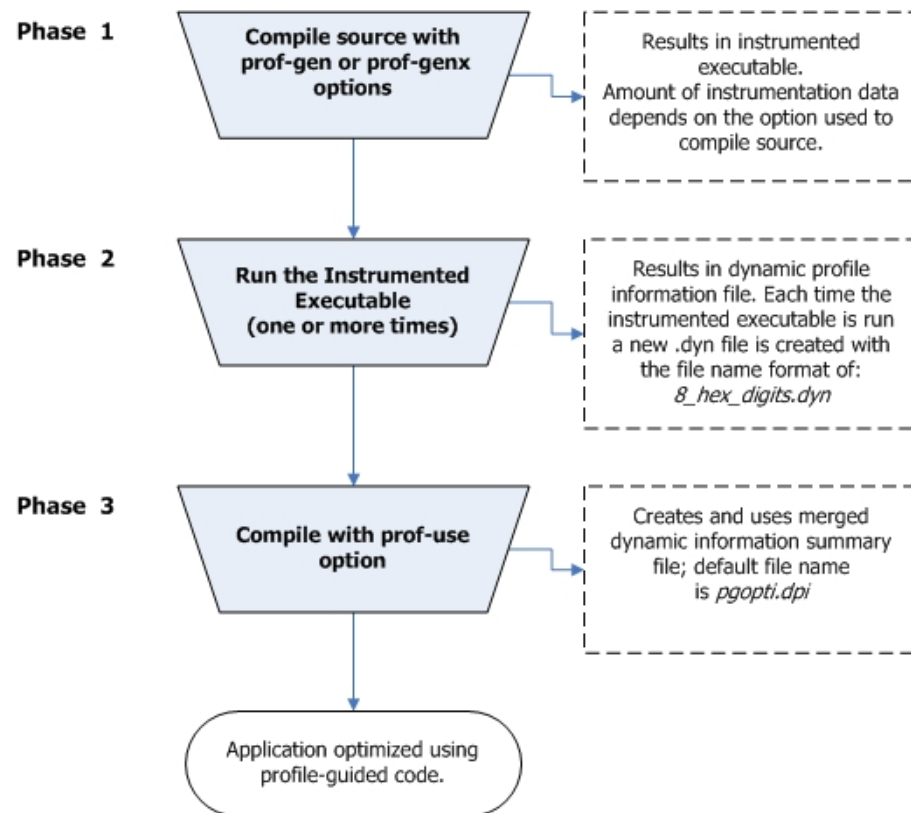 Phase 1
Compile source with
prof-gen or prof-genx
options
Results in instrumented
executable.
Amount of instrumentation data
depends on the option used to
compile source.
Phase 2
Run the Instrumented
Executable
(one or more times)
Results in dynamic profile
information file. Each time the
instrumented executable is run
a new .dyn file is created with
the file name format of:
8_hex_digits.dyn
Phase 3
Compile with prof-use
option
Creates and uses merged
dynamic information summary
file; default file name
is pgopti.dpi
Application optimized using
profile-guided code.